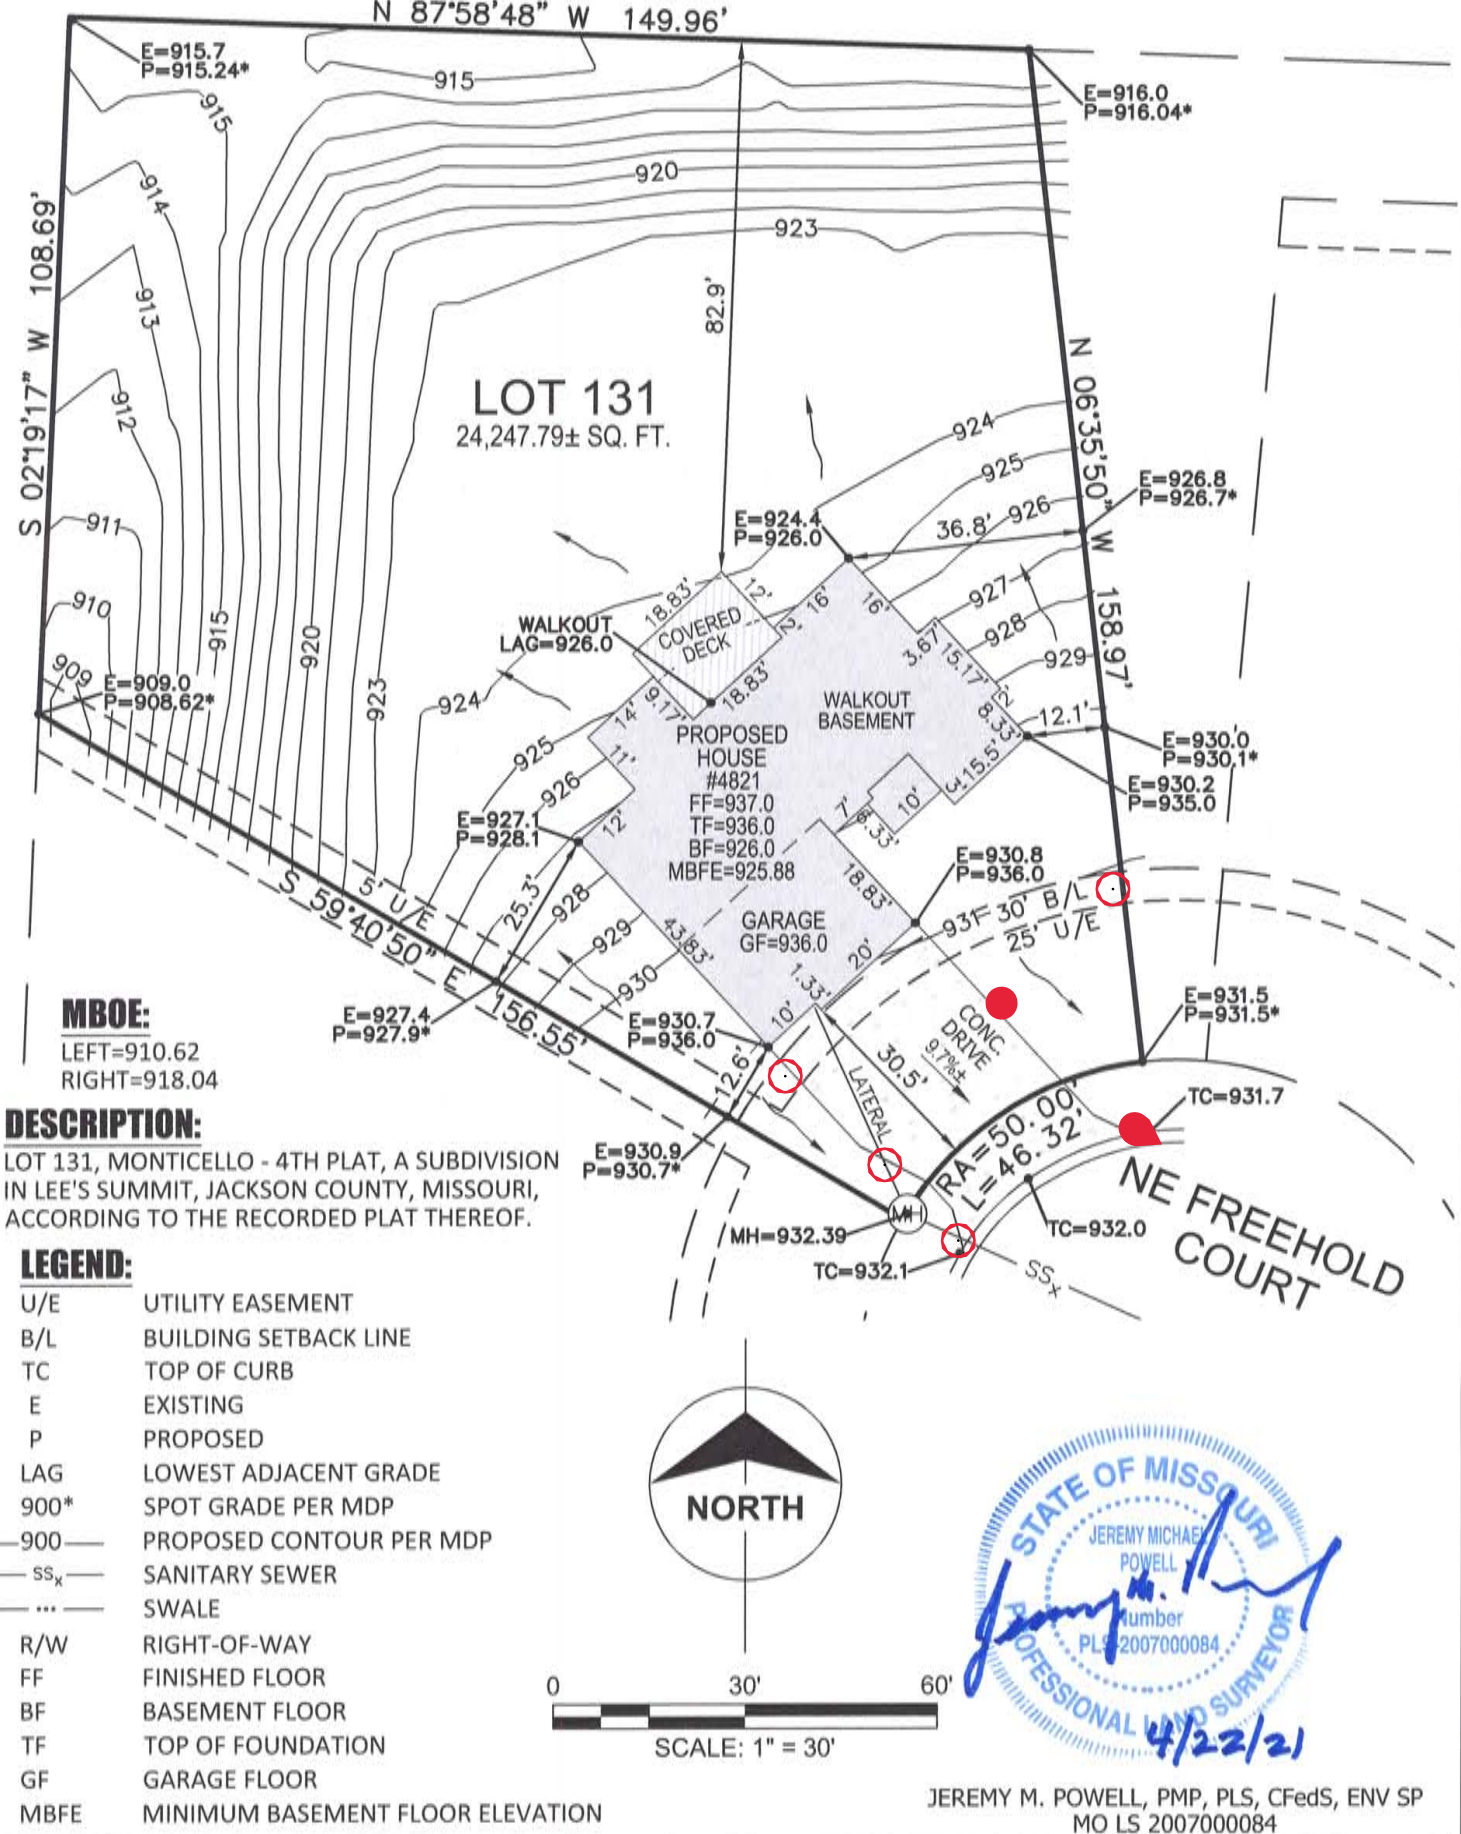 N 87°58'48" W 149.96'
E=915.7
P=915.24*
915
915
E=916.0
P=916.04*
920
914
923
S 02°19'17" W 108.69'
82.9'
913
N 06°35'50" W 158.97'
LOT 131
24,247.79± SQ. FT.
912
924
925
E=926.8
P=926.7*
926
36.8'
911
E=924.4
P=926.0
927
910
18.83'
12'
16'
16'
928
WALKOUT
LAG=926.0
COVERED
DECK
2'
3.67'
15.17'
929
915
920
909
E=909.0
P=908.62*
923
924
9.17'
18.83'
WALKOUT
BASEMENT
2'
8.33'
12.1'
14'
PROPOSED
HOUSE
#4821
FF=937.0
TF=936.0
BF=926.0
MBFE=925.88
E=930.0
P=930.1*
925
11'
3'
15.5'
E=930.2
P=935.0
926
10'
7'
8.33'
E=927.1
P=928.1
12'
E=930.8
P=936.0
5' U/E
S 59°40'50" E 156.55'
25.3'
928
18.83'
931
30' B/L
25' U/E
GARAGE
GF=936.0
929
43.83'
20'
930
1.33'
10'
MBOE:
LEFT=910.62
RIGHT=918.04
E=927.4
P=927.9*
E=930.7
P=936.0
CONC.
DRIVE
9.7%±
E=931.5
P=931.5*
12.6'
LATERAL
30.5'
TC=931.7
DESCRIPTION:
LOT 131, MONTICELLO - 4TH PLAT, A SUBDIVISION
IN LEE'S SUMMIT, JACKSON COUNTY, MISSOURI,
ACCORDING TO THE RECORDED PLAT THEREOF.
E=930.9
P=930.7*
RA=50.00'
L=46.32'
MH
MH=932.39
TC=932.1
TC=932.0
NE FREEHOLD
COURT
SSx
LEGEND:
U/E UTILITY EASEMENT
B/L BUILDING SETBACK LINE
TC TOP OF CURB
E EXISTING
P PROPOSED
LAG LOWEST ADJACENT GRADE
900* SPOT GRADE PER MDP
900 PROPOSED CONTOUR PER MDP
SSx SANITARY SEWER
SWALE
R/W RIGHT-OF-WAY
FF FINISHED FLOOR
BF BASEMENT FLOOR
TF TOP OF FOUNDATION
GF GARAGE FLOOR
MBFE MINIMUM BASEMENT FLOOR ELEVATION
NORTH
0 30' 60'
SCALE: 1" = 30'
STATE OF MISSOURI
JEREMY MICHAEL
POWELL
Number
PLS-2007000084
PROFESSIONAL LAND SURVEYOR
4/22/21
JEREMY M. POWELL, PMP, PLS, CFedS, ENV SP
MO LS 2007000084